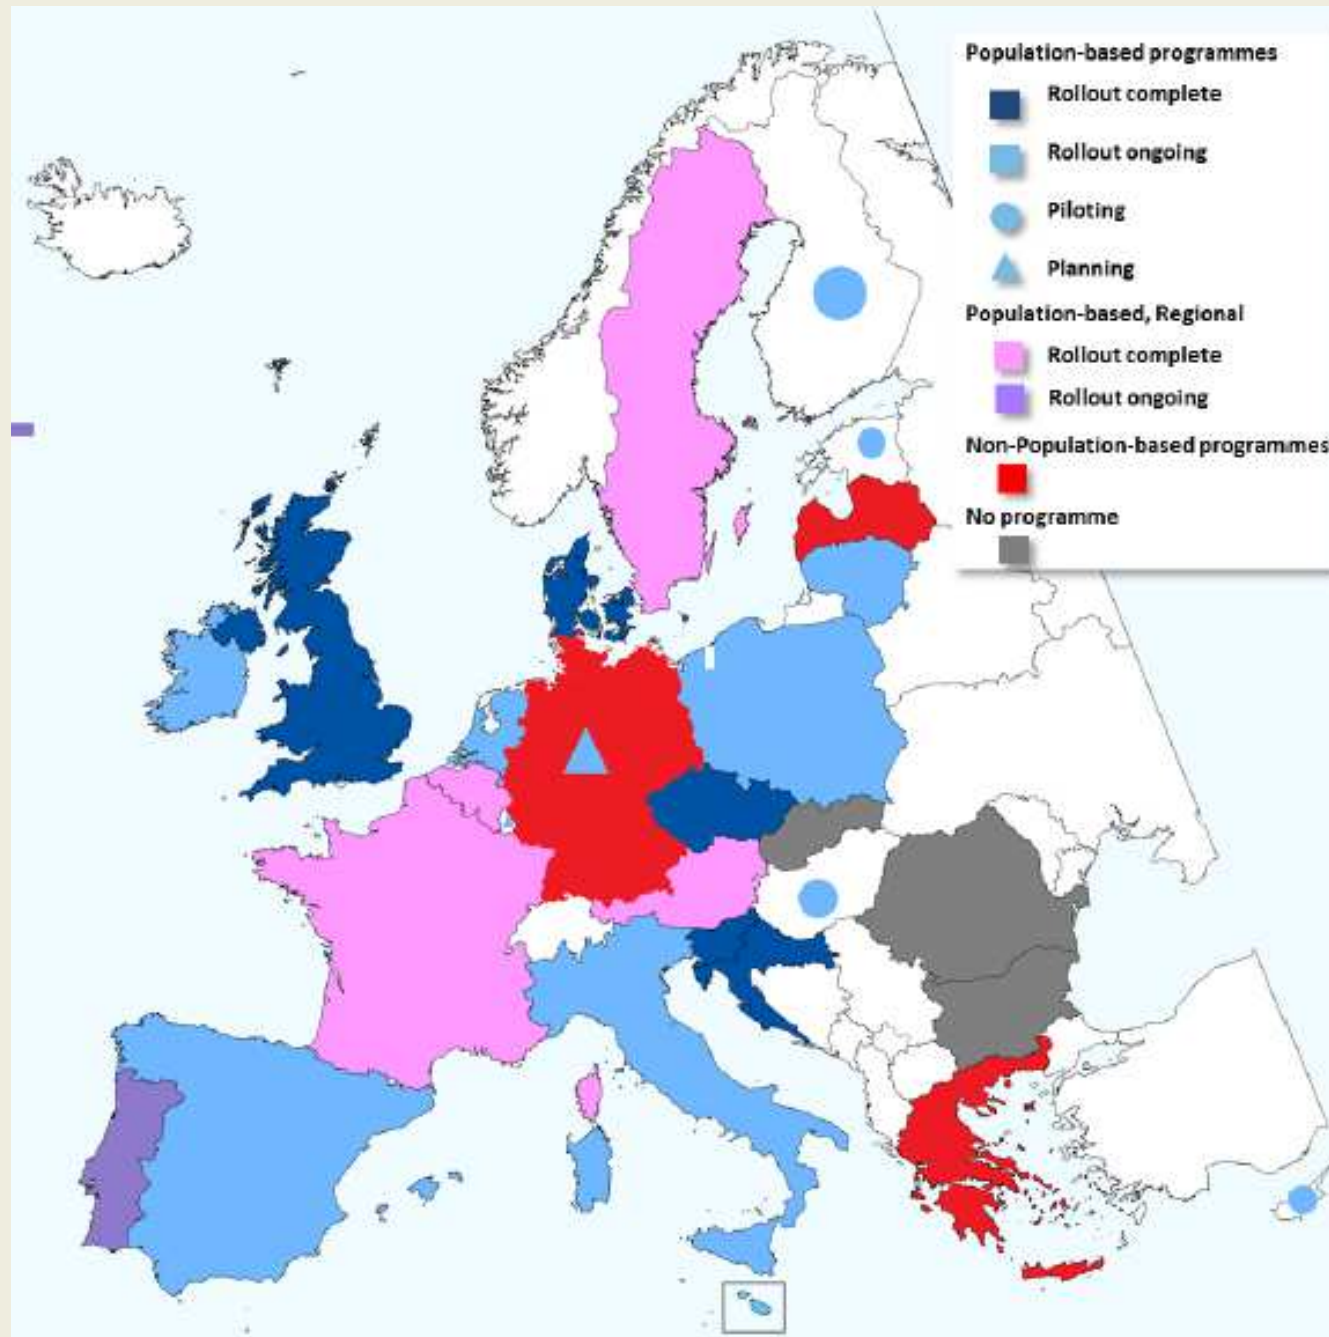 Population-based programmes
Rollout complete
Rollout ongoing
Piloting
Planning
Population-based, Regional
Rollout complete
Rollout ongoing
Non-Population-based programmes
No programme